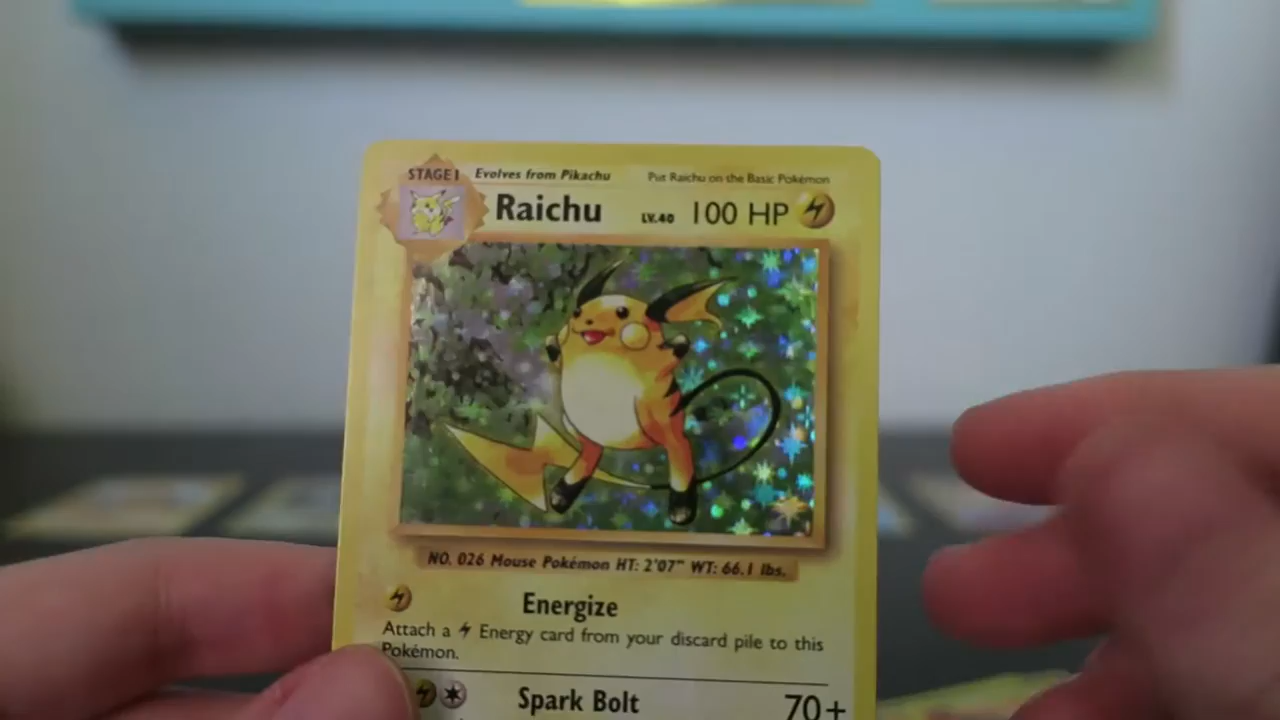 STAGE 1 Evolves from Pikachu Put Raichu on the Basic Pokémon
Raichu LV.40 100 HP
NO. 026 Mouse Pokémon HT: 2'07" WT: 66.1 lbs.
Energize
Attach a Energy card from your discard pile to this
Pokémon.
Spark Bolt 70+